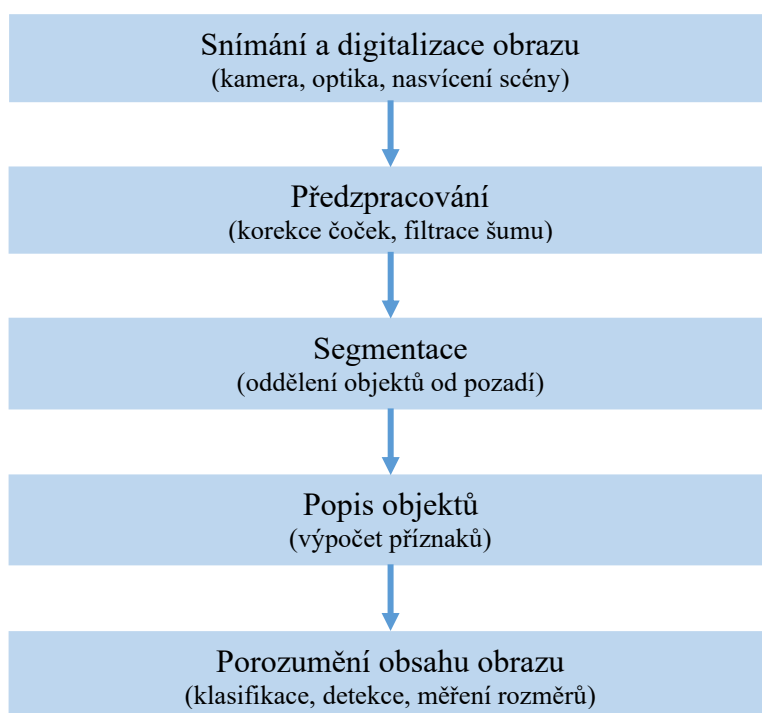 Snímání a digitalizace obrazu
(kamera, optika, nasvícení scény)
Předzpracování
(korekce čoček, filtrace šumu)
Segmentace
(oddělení objektů od pozadí)
Popis objektů
(výpočet příznaků)
Porozumění obsahu obrazu
(klasifikace, detekce, měření rozměrů)